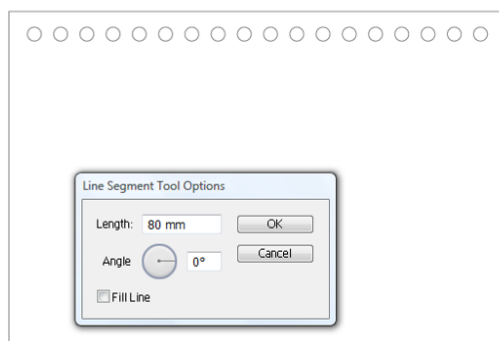 Line Segment Tool Options
Length: 80 mm OK
Angle 0° Cancel
Fill Line